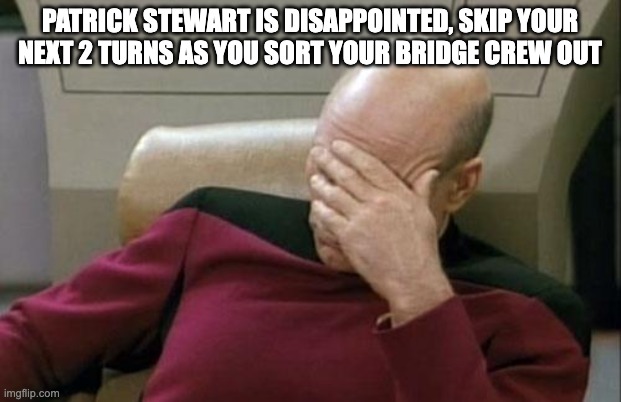 PATRICK STEWART IS DISAPPOINTED, SKIP YOUR
NEXT 2 TURNS AS YOU SORT YOUR BRIDGE CREW OUT
imgflip.com